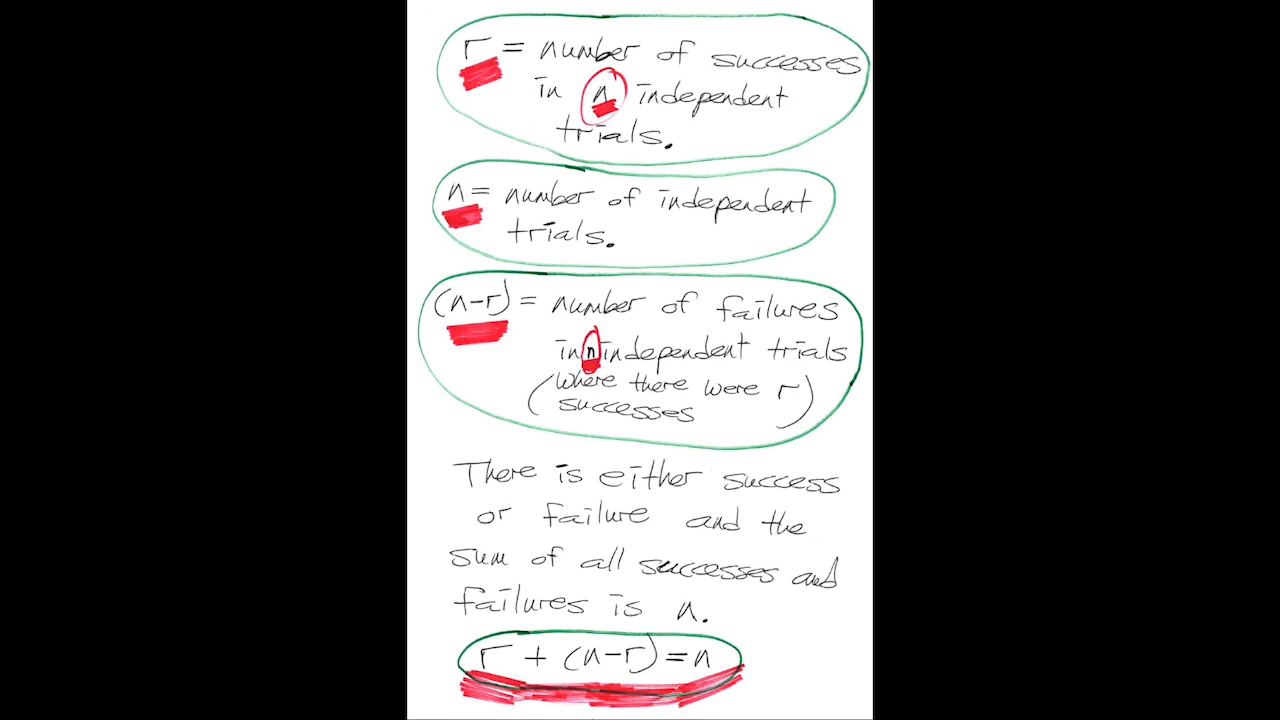 r = number of successes
in n independent
trials.
n = number of independent
trials.
(n-r) = number of failures
in n independent trials
(where there were r)
successes
There is either success
or failure and the
sum of all successes and
failures is n.
r + (n-r) = n